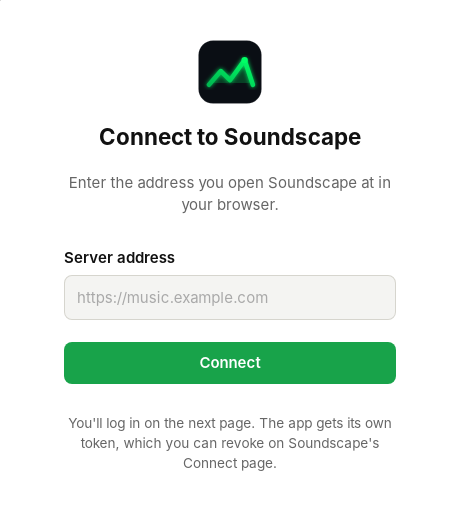 Connect to Soundscape
Enter the address you open Soundscape at in
your browser.
Server address
https://music.example.com
Connect
You'll log in on the next page. The app gets its own
token, which you can revoke on Soundscape's
Connect page.